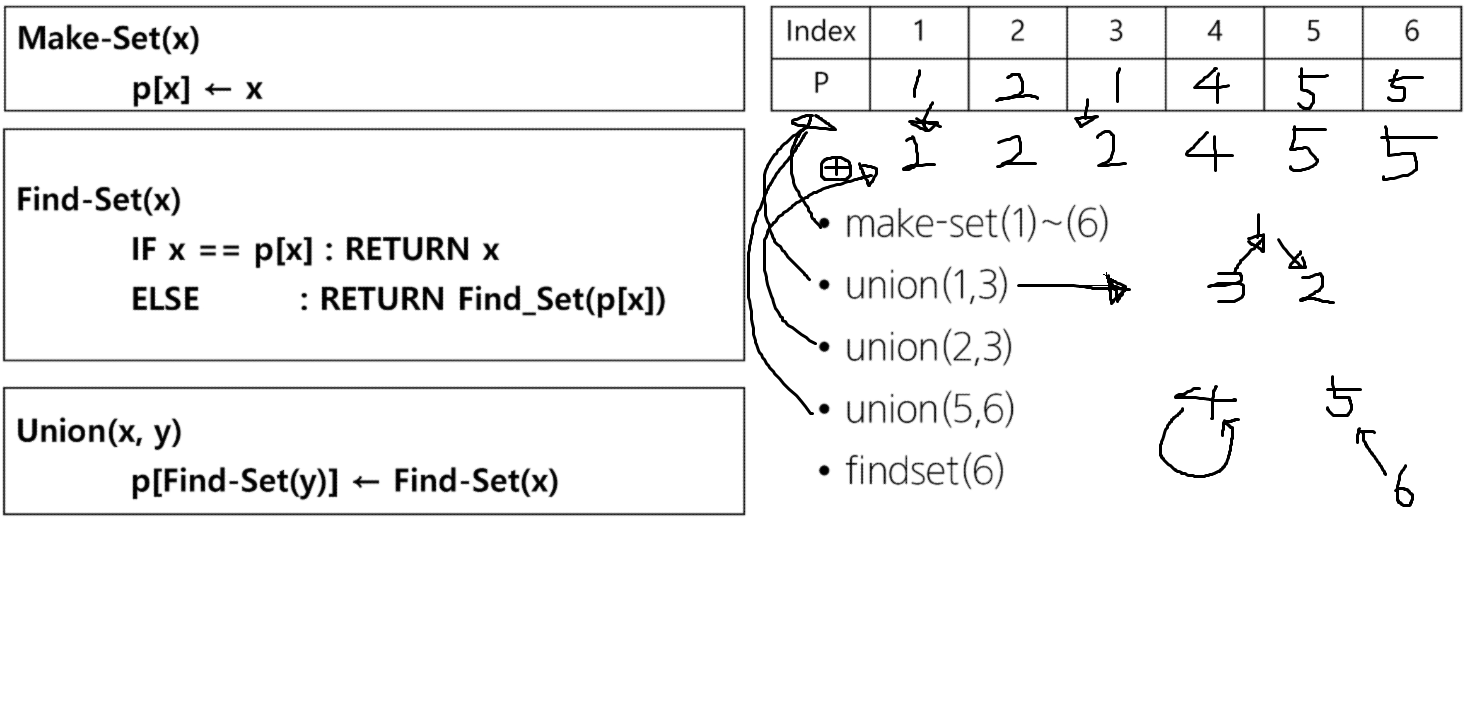 Make-Set(x)
p[x] ← x
Find-Set(x)
IF x == p[x] : RETURN x
ELSE : RETURN Find_Set(p[x])
Union(x, y)
p[Find-Set(y)] ← Find-Set(x)
Index 1 2 3 4 5 6
P 1 2 1 4 5 5
2 2 2 4 5 5
• make-set(1)~(6)
• union(1,3)
• union(2,3)
• union(5,6)
• findset(6)
1
3 2
4 5
6